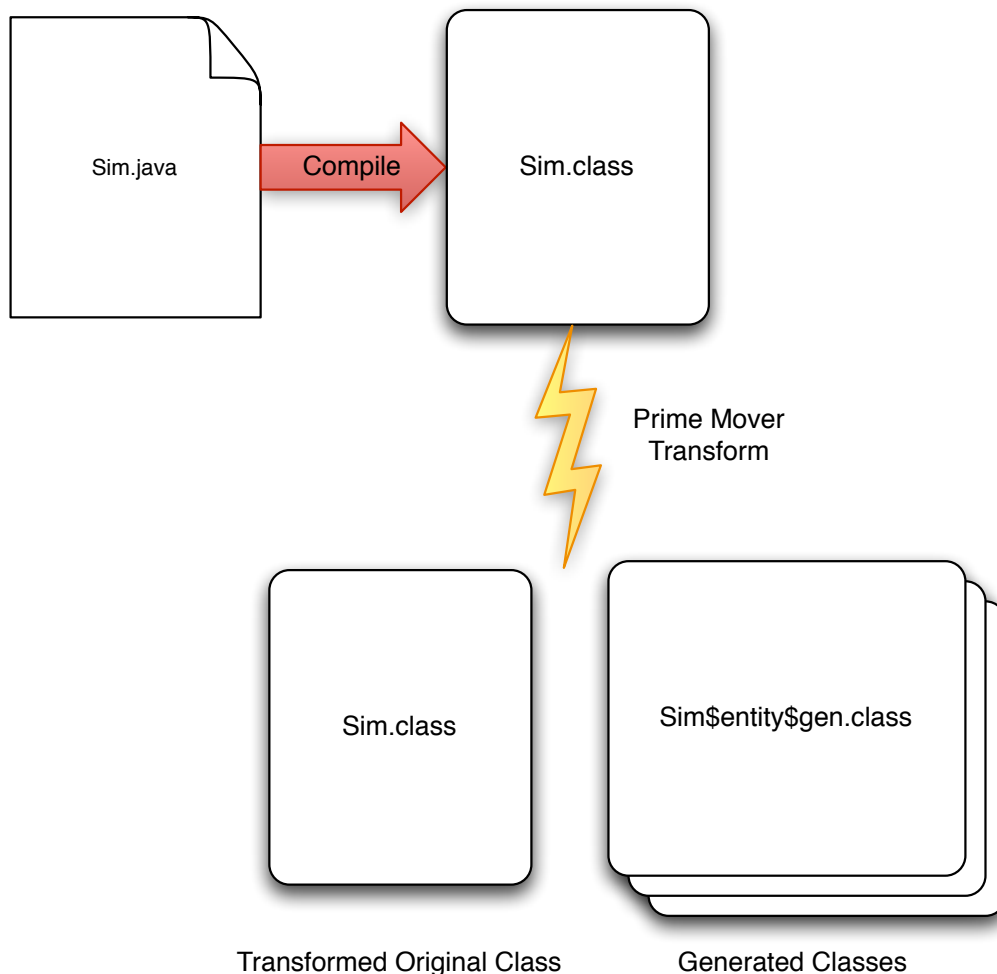 Sim.java
Compile
Sim.class
Prime Mover
Transform
Sim.class
Sim$entity$gen.class
Transformed Original Class
Generated Classes